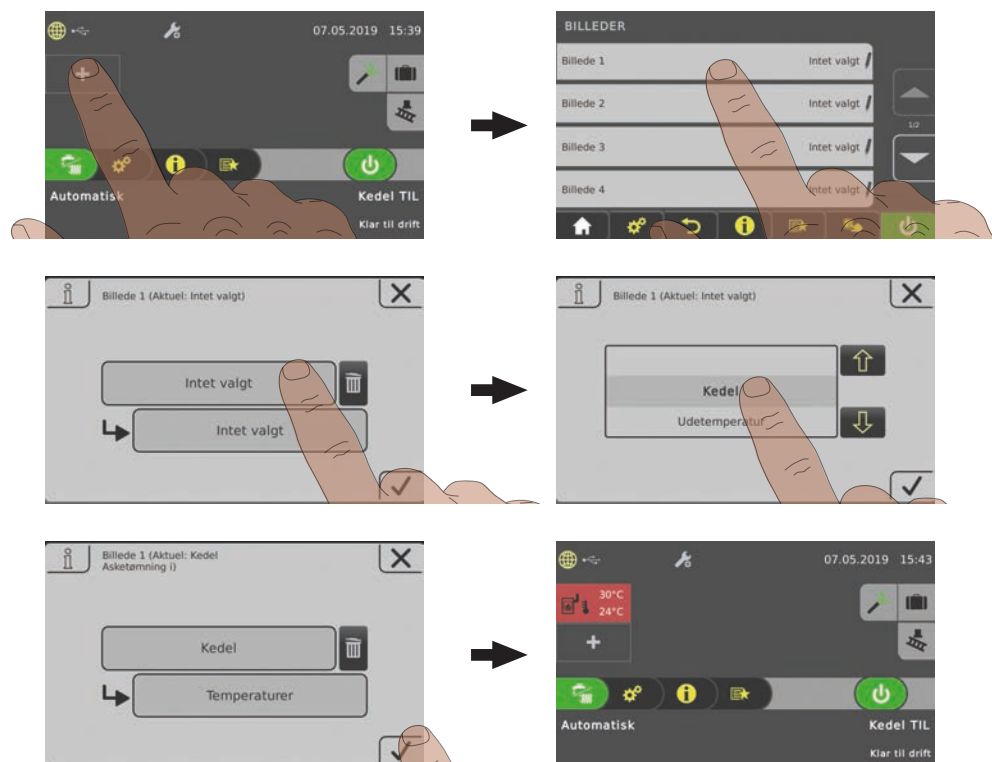 07.05.2019 15:39
+
Automatisk
Kedel TIL
Klar til drift
BILLEDER
Billede 1 Intet valgt
Billede 2 Intet valgt
1/2
Billede 3 Intet valgt
Billede 4 Intet valgt
Billede 1 (Aktuel: Intet valgt)
Intet valgt
Intet valgt
Billede 1 (Aktuel: Intet valgt)
Kedel
Udetemperatur
Billede 1 (Aktuel: Kedel
Asketømning i)
Kedel
Temperaturer
07.05.2019 15:43
30°C
24°C
+
Automatisk
Kedel TIL
Klar til drift